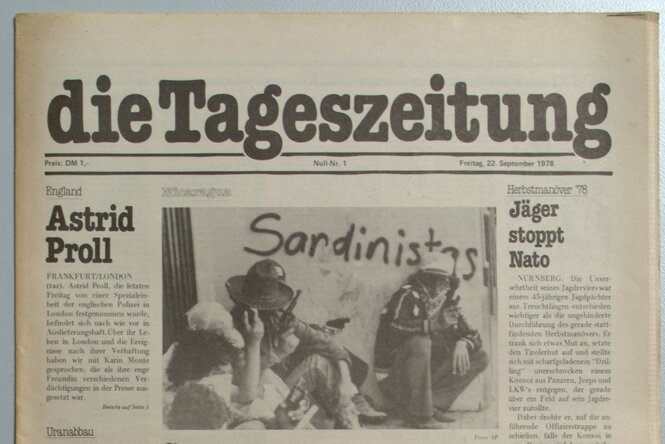 die Tageszeitung
Preis: DM 1,- Null-Nr. 1 Freitag, 22. September 1978
England
Astrid
Proll
FRANKFURT/LONDON
(taz). Astrid Proll, die letzten
Freitag von einer Spezialein-
heit der englischen Polizei in
London festgenommen wurde,
befindet sich nach wie vor in
Auslieferungshaft. Über ihr Le-
ben in London und die Ereig-
nisse nach ihrer Verhaftung
haben wir mit Karin Monte
gesprochen, die als ihre enge
Freundin verschiedenen Ver-
dächtigungen in der Presse aus-
gesetzt war.
Bericht auf Seite 3
Uranabbau
Nicaragua
Sardinistas
Foto: AP
Herbstmanöver '78
Jäger
stoppt
Nato
NÜRNBERG. Die Unver-
sehrtheit seines Jagdreviers war
einem 45-jährigen Jagdpächter
aus Treuchtlingen entschieden
wichtiger als die ungehinderte
Durchführung des gerade statt-
findenden Herbstmanövers. Er
trank sich etwas Mut an, setzte
den Tirolerhut auf und stellte
sich mit scharfgeladenem "Dril-
ling" unerschrocken einem
Konvoi aus Panzern, Jeeps und
LKW's entgegen, der gerade
über ein Feld auf sein Jagdre-
vier zurollte.
Dabei drohte er, auf die an-
führende Offizierstruppe zu
schießen, falls der Konvoi in